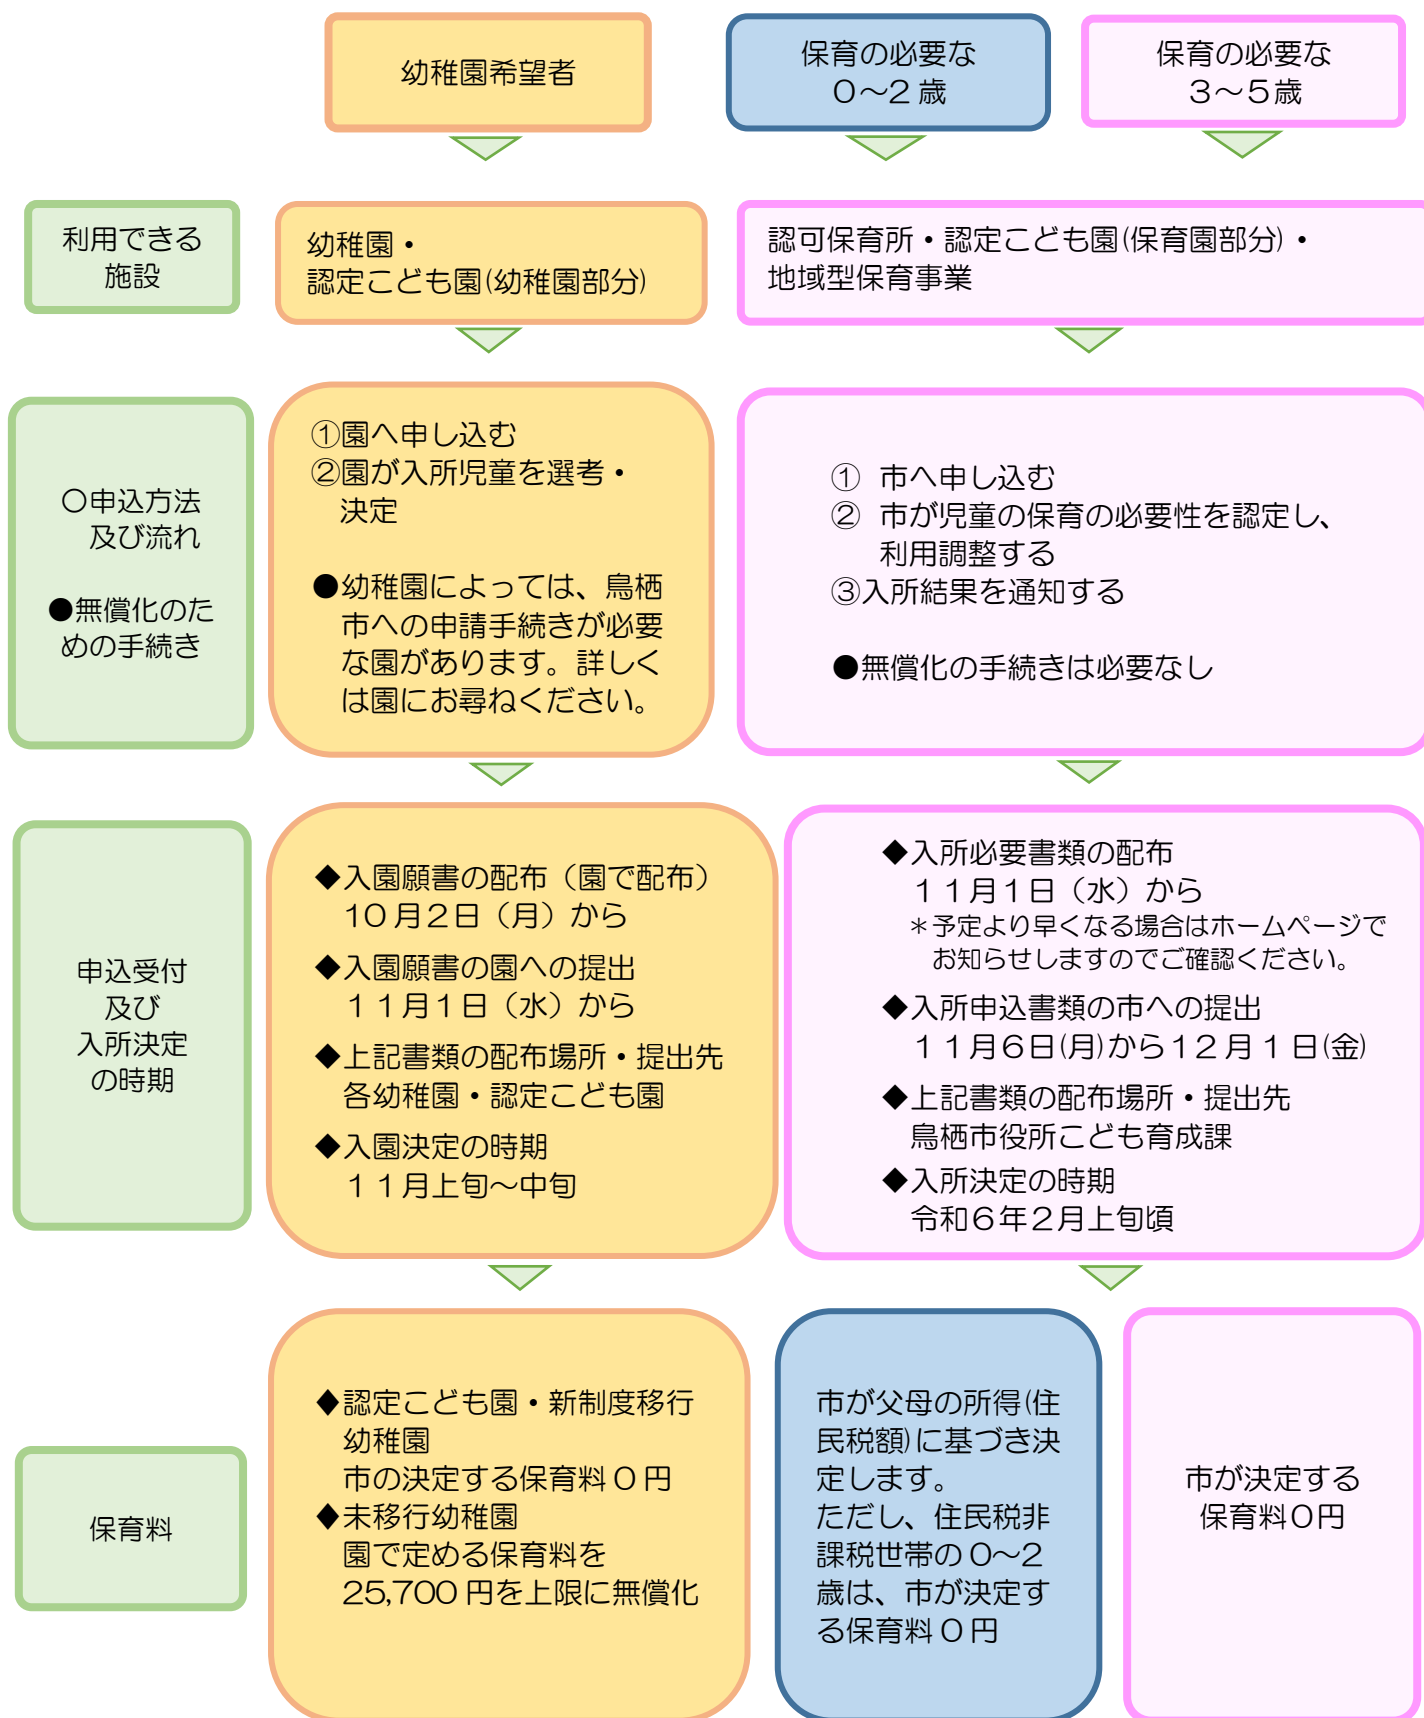 幼稚園希望者
保育の必要な
０～２歳
保育の必要な
３～５歳
利用できる
施設
幼稚園・
認定こども園(幼稚園部分)
認可保育所・認定こども園(保育園部分)・
地域型保育事業
〇申込方法
及び流れ
●無償化のた
めの手続き
①園へ申し込む
②園が入所児童を選考・
決定
●幼稚園によっては、鳥栖
市への申請手続きが必要
な園があります。詳しく
は園にお尋ねください。
① 市へ申し込む
② 市が児童の保育の必要性を認定し、
利用調整する
③入所結果を通知する
●無償化の手続きは必要なし
申込受付
及び
入所決定
の時期
◆入園願書の配布（園で配布）
10月２日（月）から
◆入園願書の園への提出
１１月１日（水）から
◆上記書類の配布場所・提出先
各幼稚園・認定こども園
◆入園決定の時期
１１月上旬～中旬
◆入所必要書類の配布
１１月１日（水）から
＊予定より早くなる場合はホームページで
お知らせしますのでご確認ください。
◆入所申込書類の市への提出
１１月６日(月)から１２月１日(金)
◆上記書類の配布場所・提出先
鳥栖市役所こども育成課
◆入所決定の時期
令和６年２月上旬頃
保育料
◆認定こども園・新制度移行
幼稚園
市の決定する保育料０円
◆未移行幼稚園
園で定める保育料を
25,700円を上限に無償化
市が父母の所得(住
民税額)に基づき決
定します。
ただし、住民税非
課税世帯の０～２
歳は、市が決定す
る保育料０円
市が決定する
保育料０円